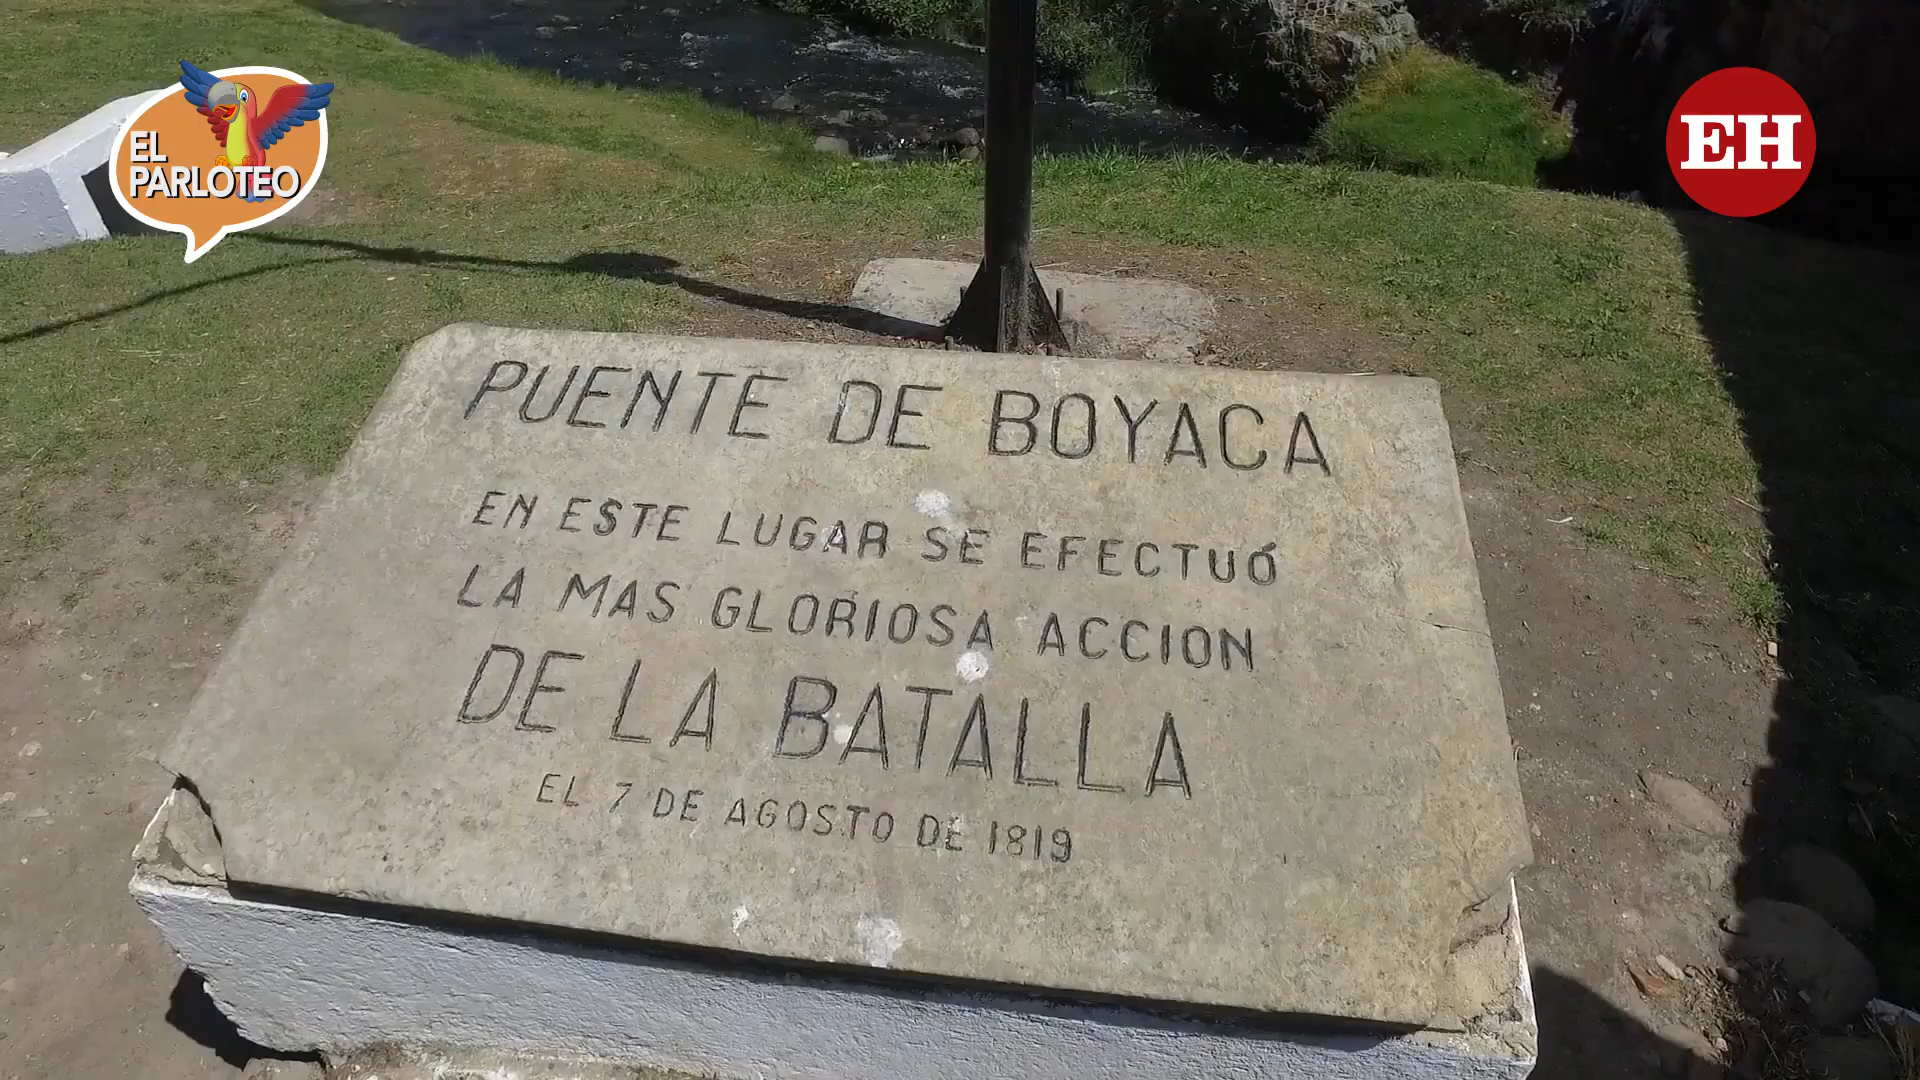 EL
PARLOTEO
EH
PUENTE DE BOYACA
EN ESTE LUGAR SE EFECTUÓ
LA MAS GLORIOSA ACCION
DE LA BATALLA
EL 7 DE AGOSTO DE 1819